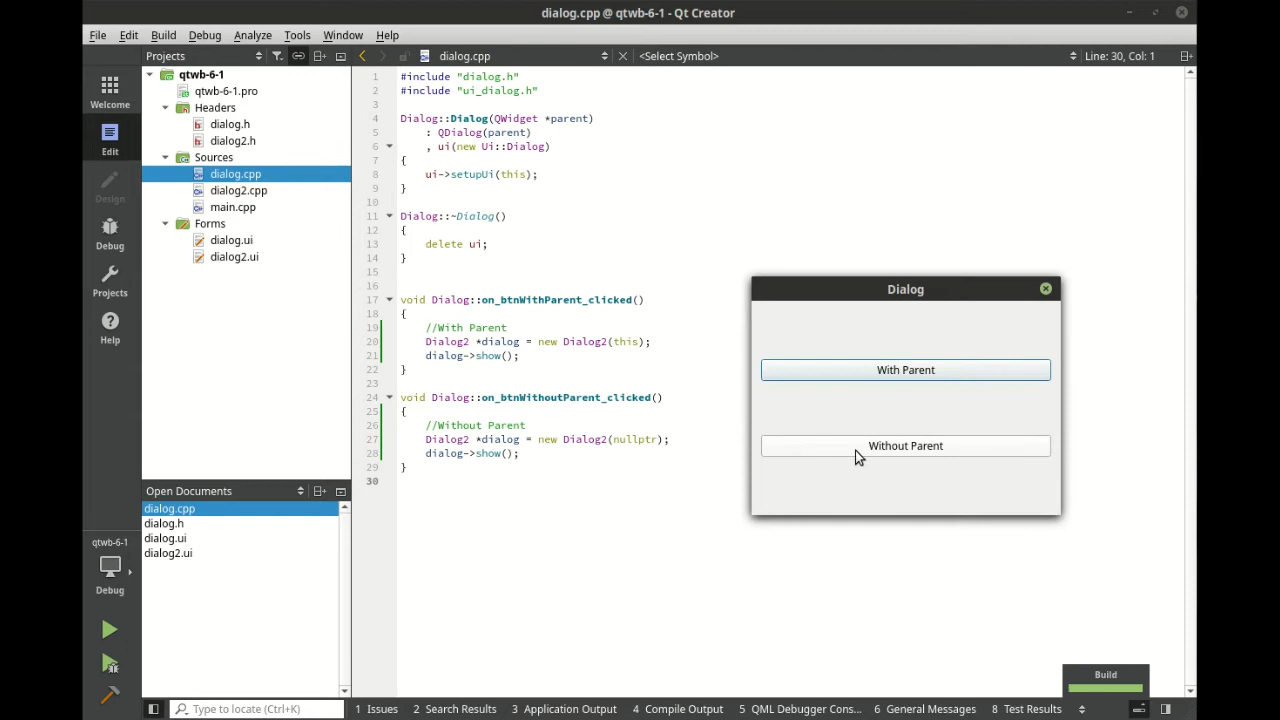 dialog.cpp @ qtwb-6-1 - Qt Creator
File Edit Build Debug Analyze Tools Window Help
Projects
dialog.cpp
<Select Symbol>
Line: 30, Col: 1
Welcome
Edit
Design
Debug
Projects
Help
qtwb-6-1
Debug
qtwb-6-1
qtwb-6-1.pro
Headers
dialog.h
dialog2.h
Sources
dialog.cpp
dialog2.cpp
main.cpp
Forms
dialog.ui
dialog2.ui
Open Documents
dialog.cpp
dialog.h
dialog.ui
dialog2.ui
1 #include "dialog.h"
2 #include "ui_dialog.h"
3
4 Dialog::Dialog(QWidget *parent)
5 : QDialog(parent)
6 , ui(new Ui::Dialog)
7 {
8 ui->setupUi(this);
9 }
10
11 Dialog::~Dialog()
12 {
13 delete ui;
14 }
15
16
17 void Dialog::on_btnWithParent_clicked()
18 {
19 //With Parent
20 Dialog2 *dialog = new Dialog2(this);
21 dialog->show();
22 }
23
24 void Dialog::on_btnWithoutParent_clicked()
25 {
26 //Without Parent
27 Dialog2 *dialog = new Dialog2(nullptr);
28 dialog->show();
29 }
30
Dialog
With Parent
Without Parent
Build
Type to locate (Ctrl+K)
1 Issues 2 Search Results 3 Application Output 4 Compile Output 5 QML Debugger Cons... 6 General Messages 8 Test Results